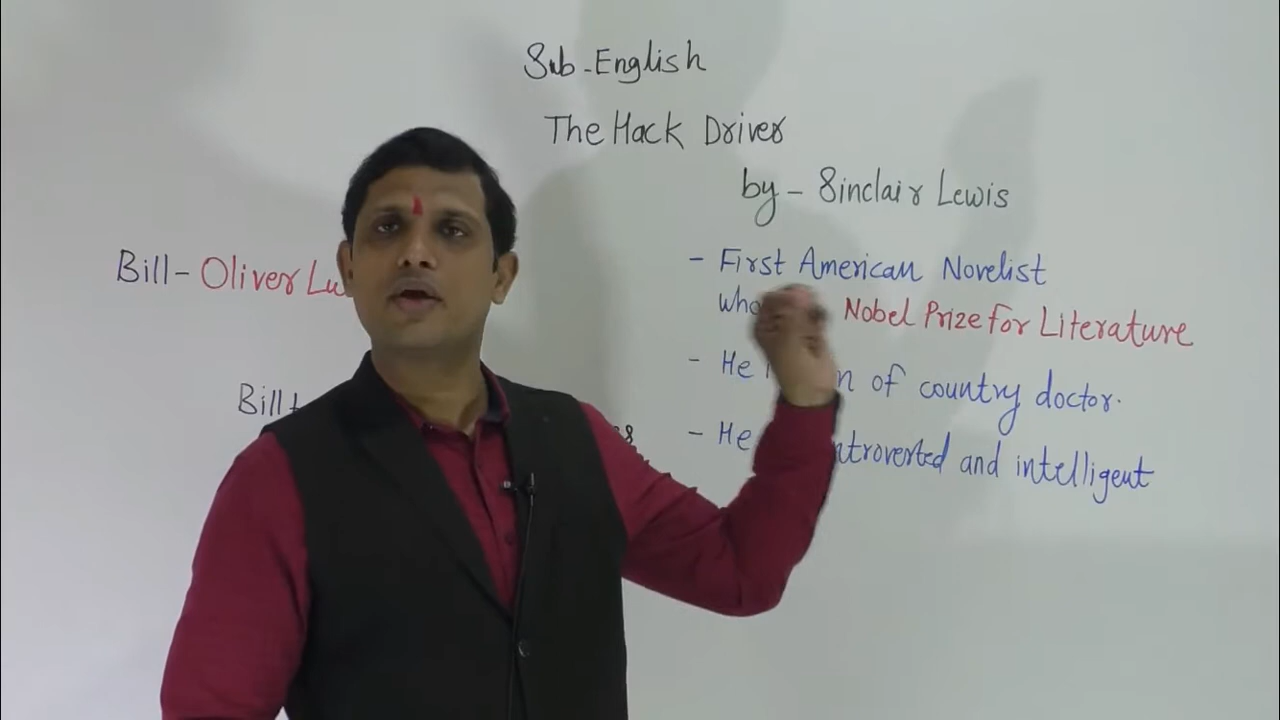 Sub-English
The Hack Driver
by - Sinclair Lewis
Bill - Oliver
- First American Novelist
Nobel Prize for Literature
- He of country doctor.
Bill
- He and intelligent